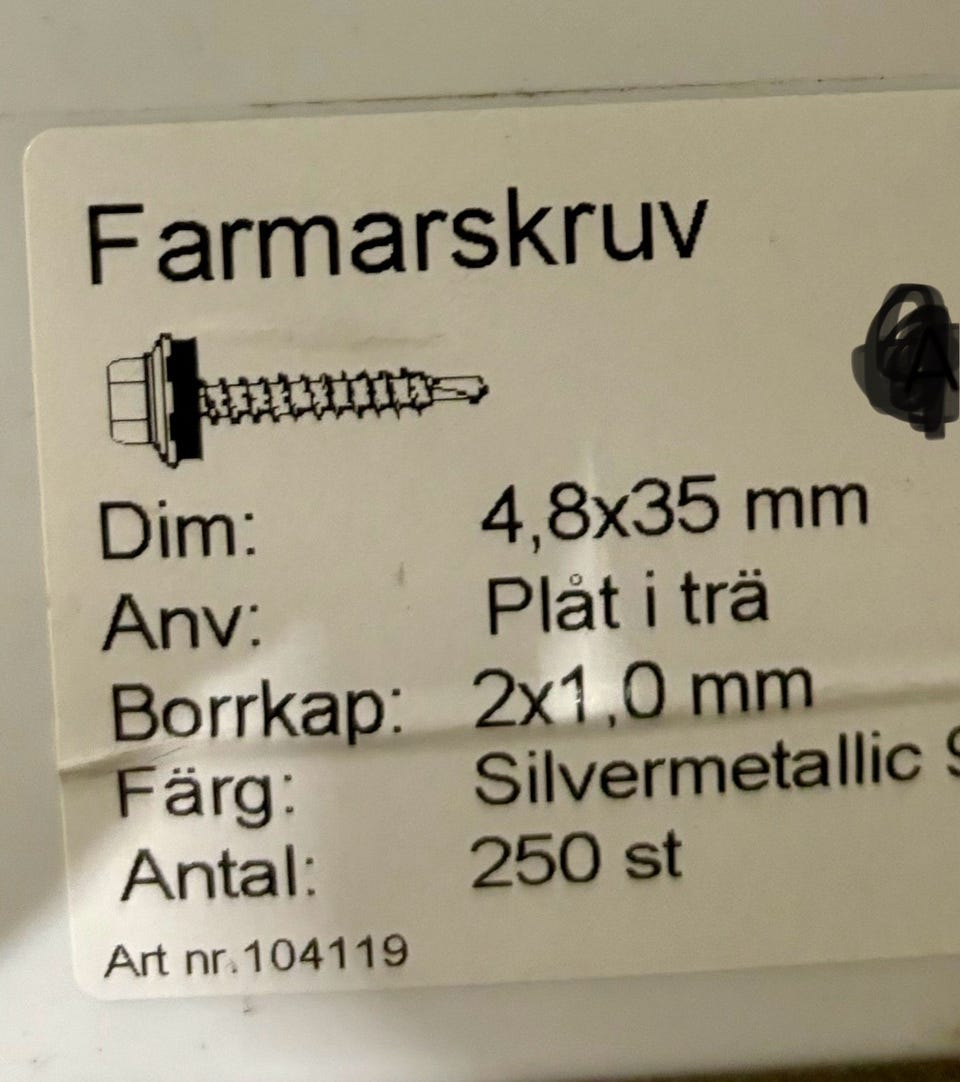 Farmarskruv
Dim: 4,8x35 mm
Anv: Plåt i trä
Borrkap: 2x1,0 mm
Färg: Silvermetallic
Antal: 250 st
Art nr.104119